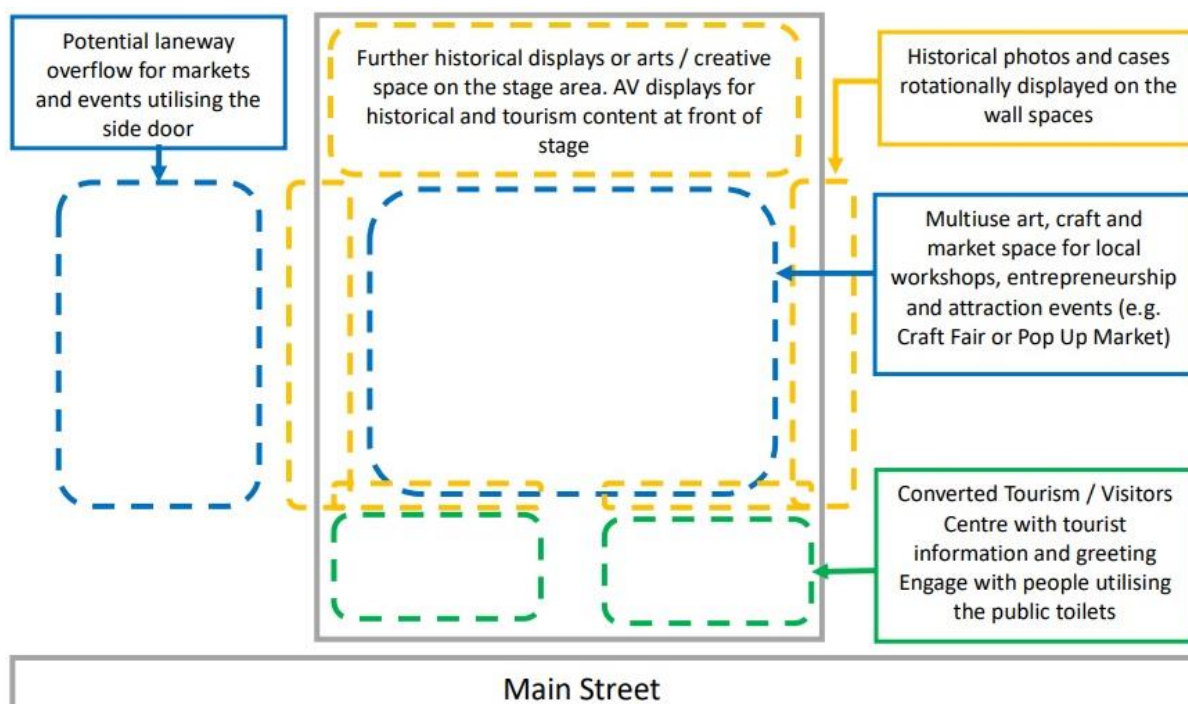 Potential laneway
overflow for markets
and events utilising the
side door
Further historical displays or arts / creative
space on the stage area. AV displays for
historical and tourism content at front of
stage
Historical photos and cases
rotationally displayed on the
wall spaces
Multiuse art, craft and
market space for local
workshops, entrepreneurship
and attraction events (e.g.
Craft Fair or Pop Up Market)
Converted Tourism / Visitors
Centre with tourist
information and greeting
Engage with people utilising
the public toilets
Main Street